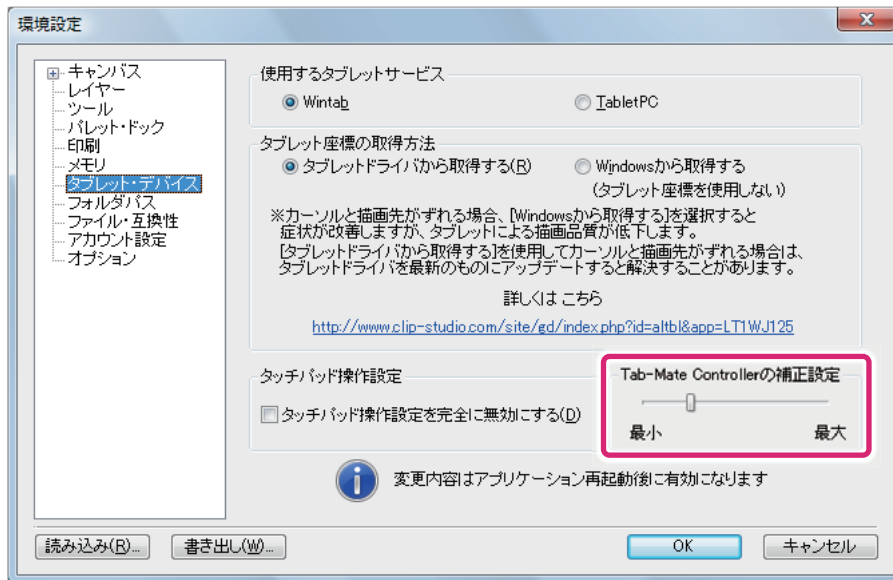 環境設定
キャンバス
レイヤー
ツール
パレット・ドック
印刷
メモリ
タブレット・デバイス
フォルダパス
ファイル・互換性
アカウント設定
オプション
使用するタブレットサービス
Wintab
TabletPC
タブレット座標の取得方法
タブレットドライバから取得する(R)
Windowsから取得する
(タブレット座標を使用しない)
※カーソルと描画先がずれる場合、[Windowsから取得する]を選択すると
症状が改善しますが、タブレットによる描画品質が低下します。
[タブレットドライバから取得する]を使用してカーソルと描画先がずれる場合は、
タブレットドライバを最新のものにアップデートすると解決することがあります。
詳しくは こちら
http://www.clip-studio.com/site/gd/index.php?id=altbl&app=LT1WJ125
タッチパッド操作設定
タッチパッド操作設定を完全に無効にする(D)
Tab-Mate Controllerの補正設定
最小
最大
変更内容はアプリケーション再起動後に有効になります
読み込み(R)...
書き出し(W)...
OK
キャンセル